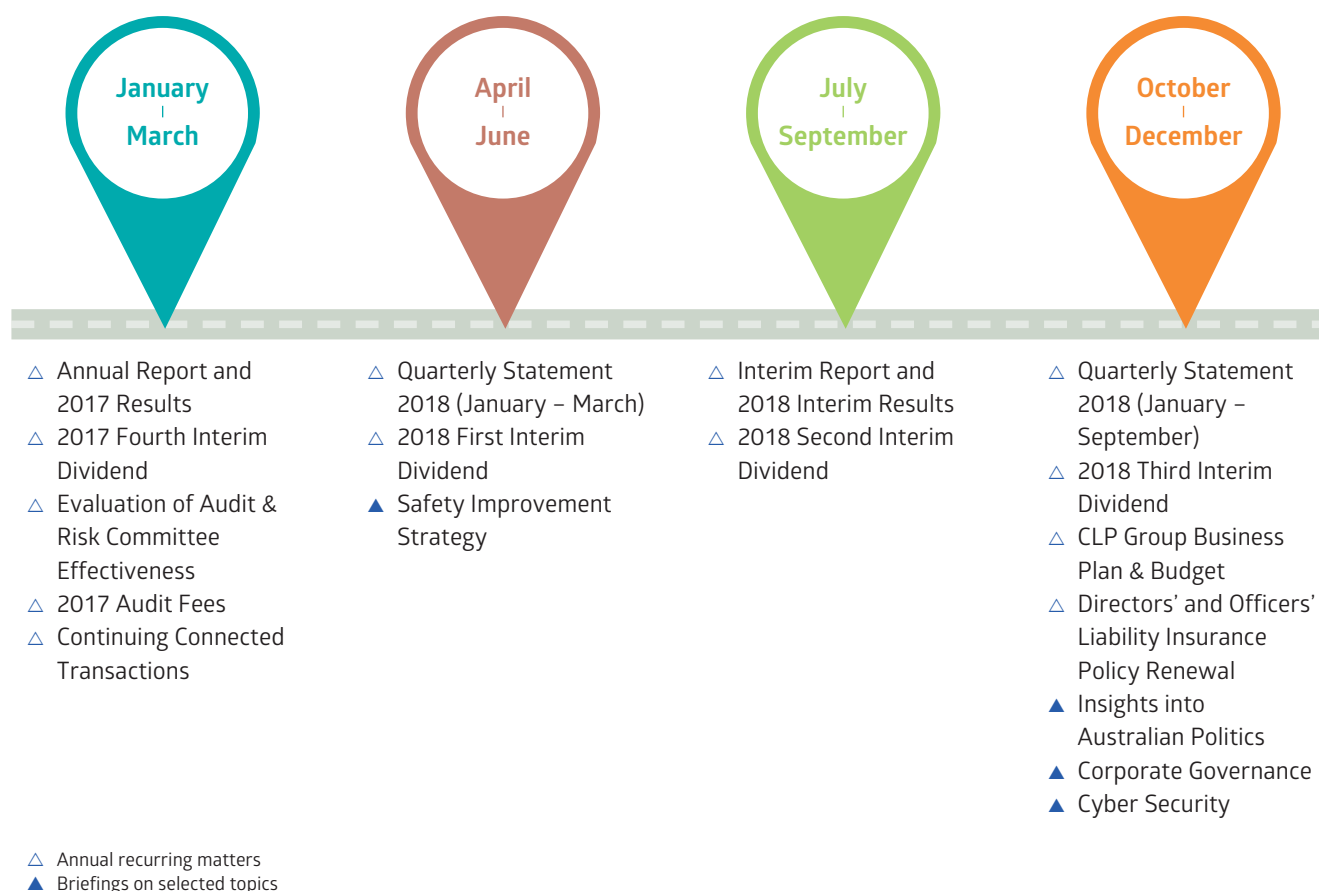 January
March
April
June
July
September
October
December
△ Annual Report and
2017 Results
△ 2017 Fourth Interim
Dividend
△ Evaluation of Audit &
Risk Committee
Effectiveness
△ 2017 Audit Fees
△ Continuing Connected
Transactions
△ Quarterly Statement
2018 (January – March)
△ 2018 First Interim
Dividend
▲ Safety Improvement
Strategy
△ Interim Report and
2018 Interim Results
△ 2018 Second Interim
Dividend
△ Quarterly Statement
2018 (January –
September)
△ 2018 Third Interim
Dividend
△ CLP Group Business
Plan & Budget
△ Directors’ and Officers’
Liability Insurance
Policy Renewal
▲ Insights into
Australian Politics
▲ Corporate Governance
▲ Cyber Security
△ Annual recurring matters
▲ Briefings on selected topics